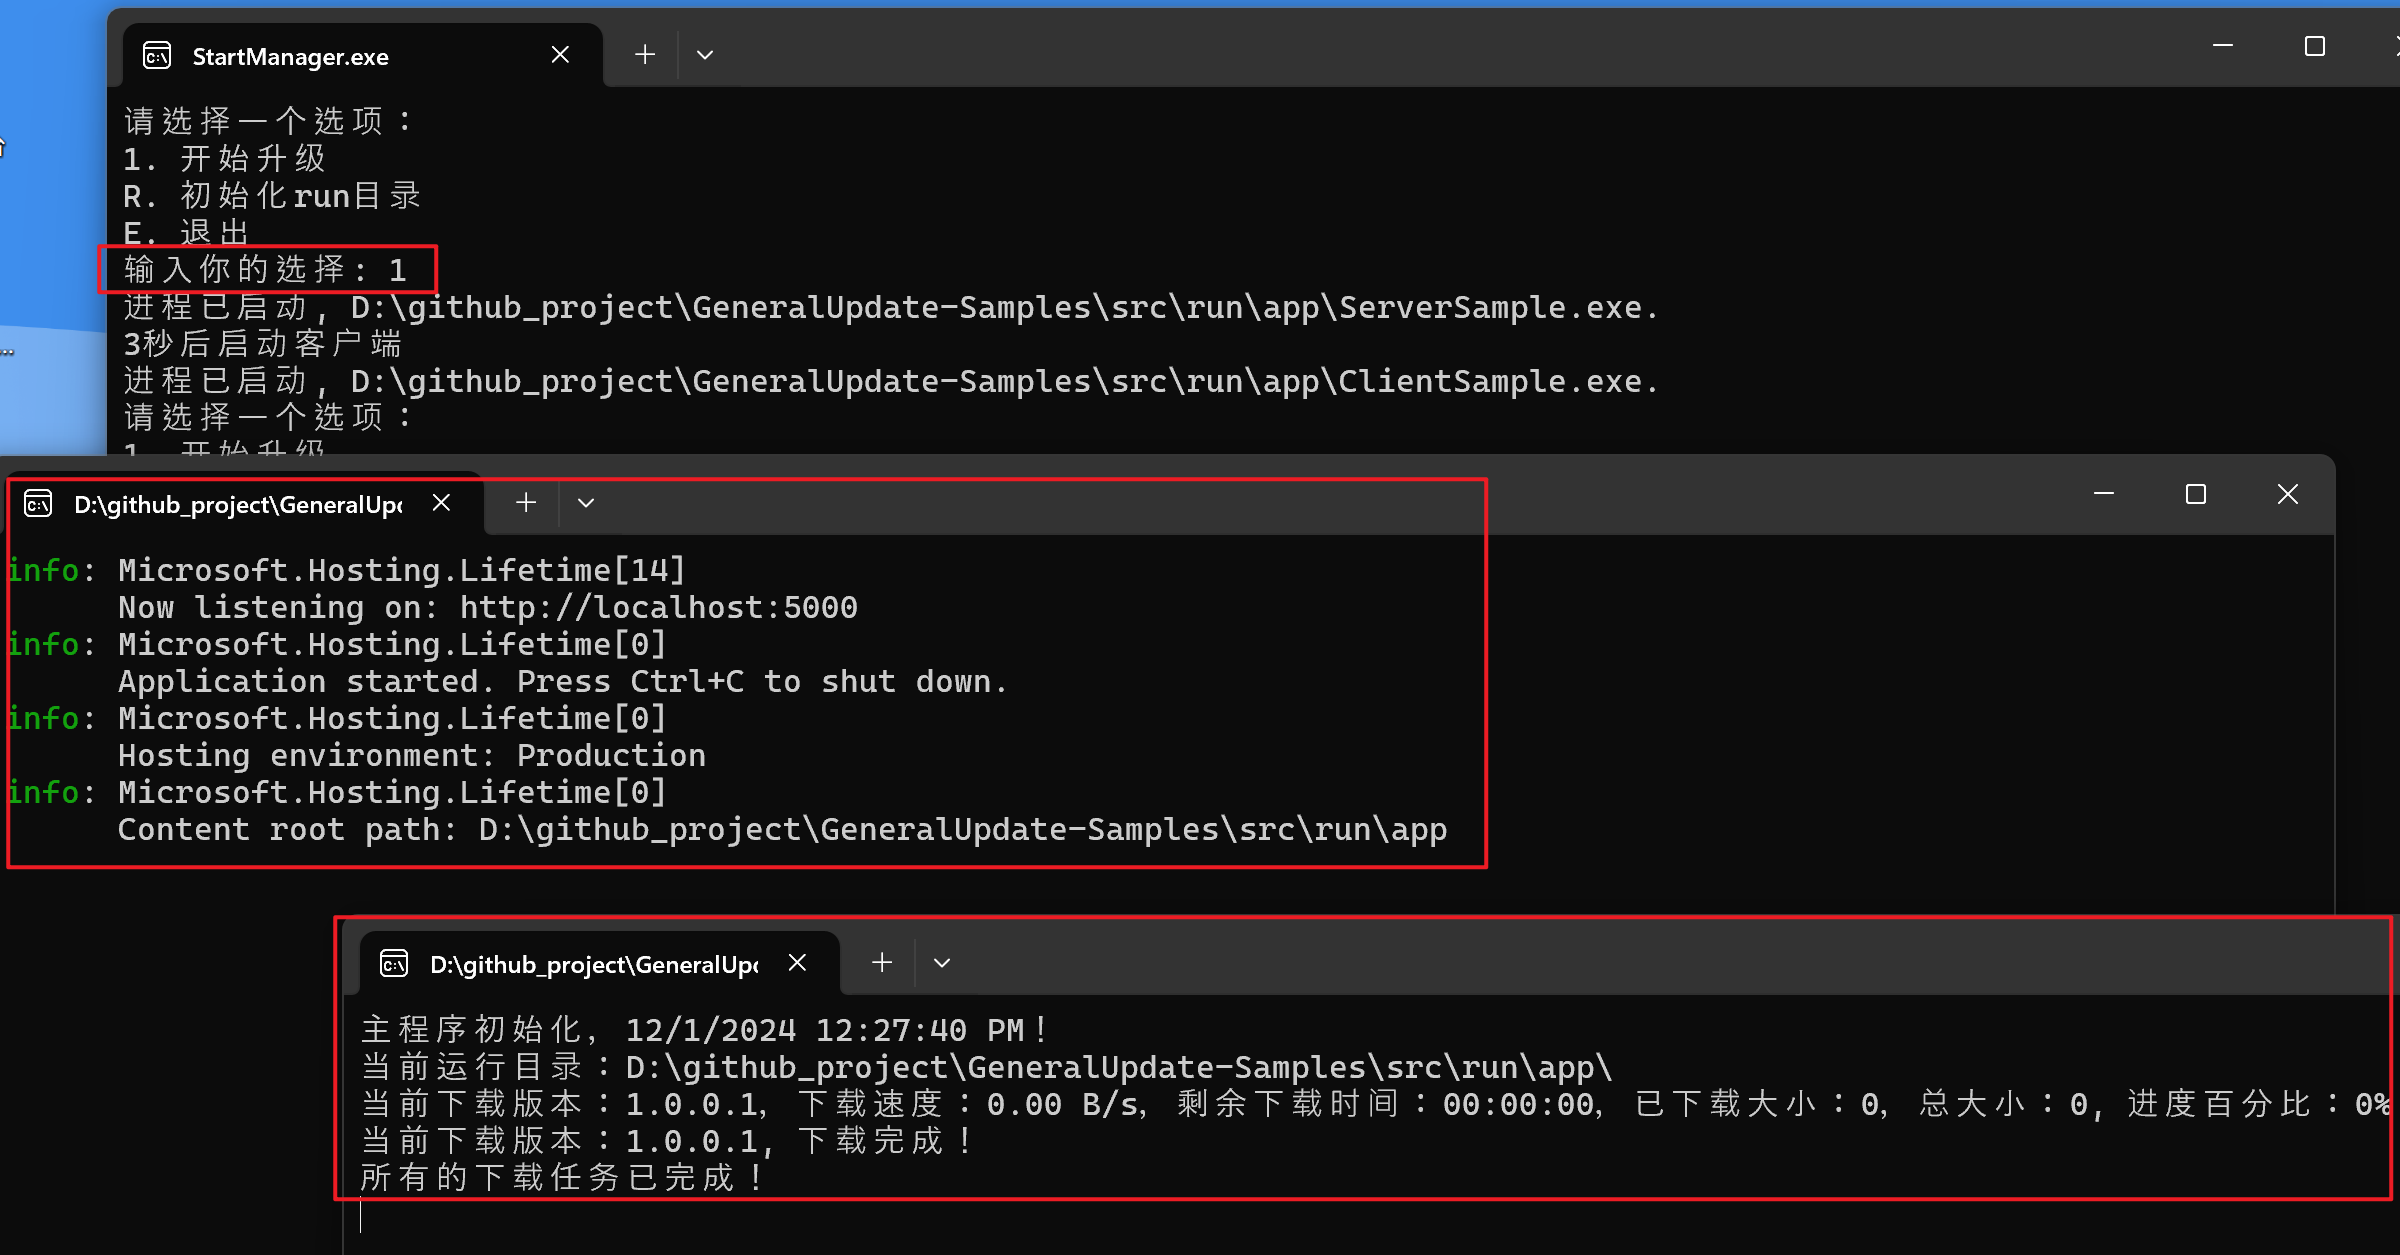 StartManager.exe
请选择一个选项：
1. 开始升级
R. 初始化run目录
E. 退出
输入你的选择: 1
进程已启动, D:\github_project\GeneralUpdate-Samples\src\run\app\ServerSample.exe.
3秒后启动客户端
进程已启动, D:\github_project\GeneralUpdate-Samples\src\run\app\ClientSample.exe.
请选择一个选项：
1. 开始升级
D:\github_project\GeneralUpd
info: Microsoft.Hosting.Lifetime[14]
Now listening on: http://localhost:5000
info: Microsoft.Hosting.Lifetime[0]
Application started. Press Ctrl+C to shut down.
info: Microsoft.Hosting.Lifetime[0]
Hosting environment: Production
info: Microsoft.Hosting.Lifetime[0]
Content root path: D:\github_project\GeneralUpdate-Samples\src\run\app
D:\github_project\GeneralUpd
主程序初始化, 12/1/2024 12:27:40 PM！
当前运行目录：D:\github_project\GeneralUpdate-Samples\src\run\app\
当前下载版本：1.0.0.1, 下载速度：0.00 B/s, 剩余下载时间：00:00:00, 已下载大小：0, 总大小：0, 进度百分比：0%
当前下载版本：1.0.0.1, 下载完成！
所有的下载任务已完成！